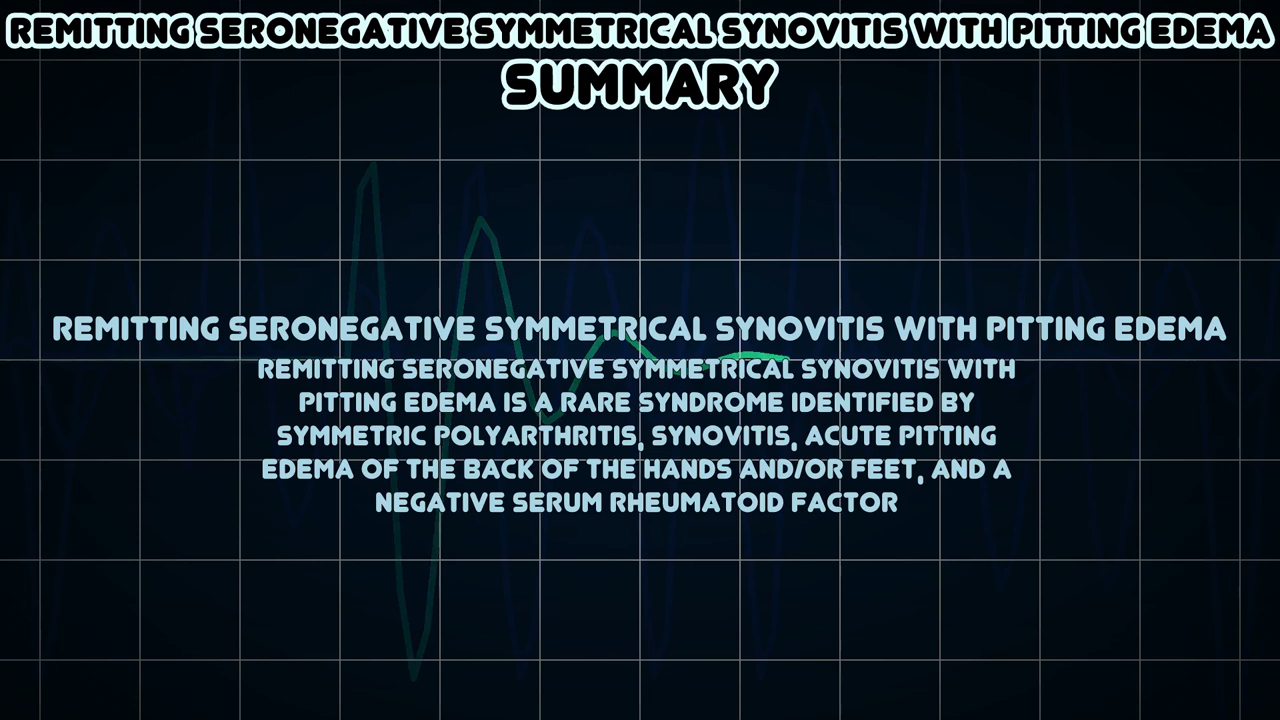 REMITTING SERONEGATIVE SYMMETRICAL SYNOVITIS WITH PITTING EDEMA
SUMMARY
REMITTING SERONEGATIVE SYMMETRICAL SYNOVITIS WITH PITTING EDEMA
REMITTING SERONEGATIVE SYMMETRICAL SYNOVITIS WITH
PITTING EDEMA IS A RARE SYNDROME IDENTIFIED BY
SYMMETRIC POLYARTHRITIS, SYNOVITIS, ACUTE PITTING
EDEMA OF THE BACK OF THE HANDS AND/OR FEET, AND A
NEGATIVE SERUM RHEUMATOID FACTOR